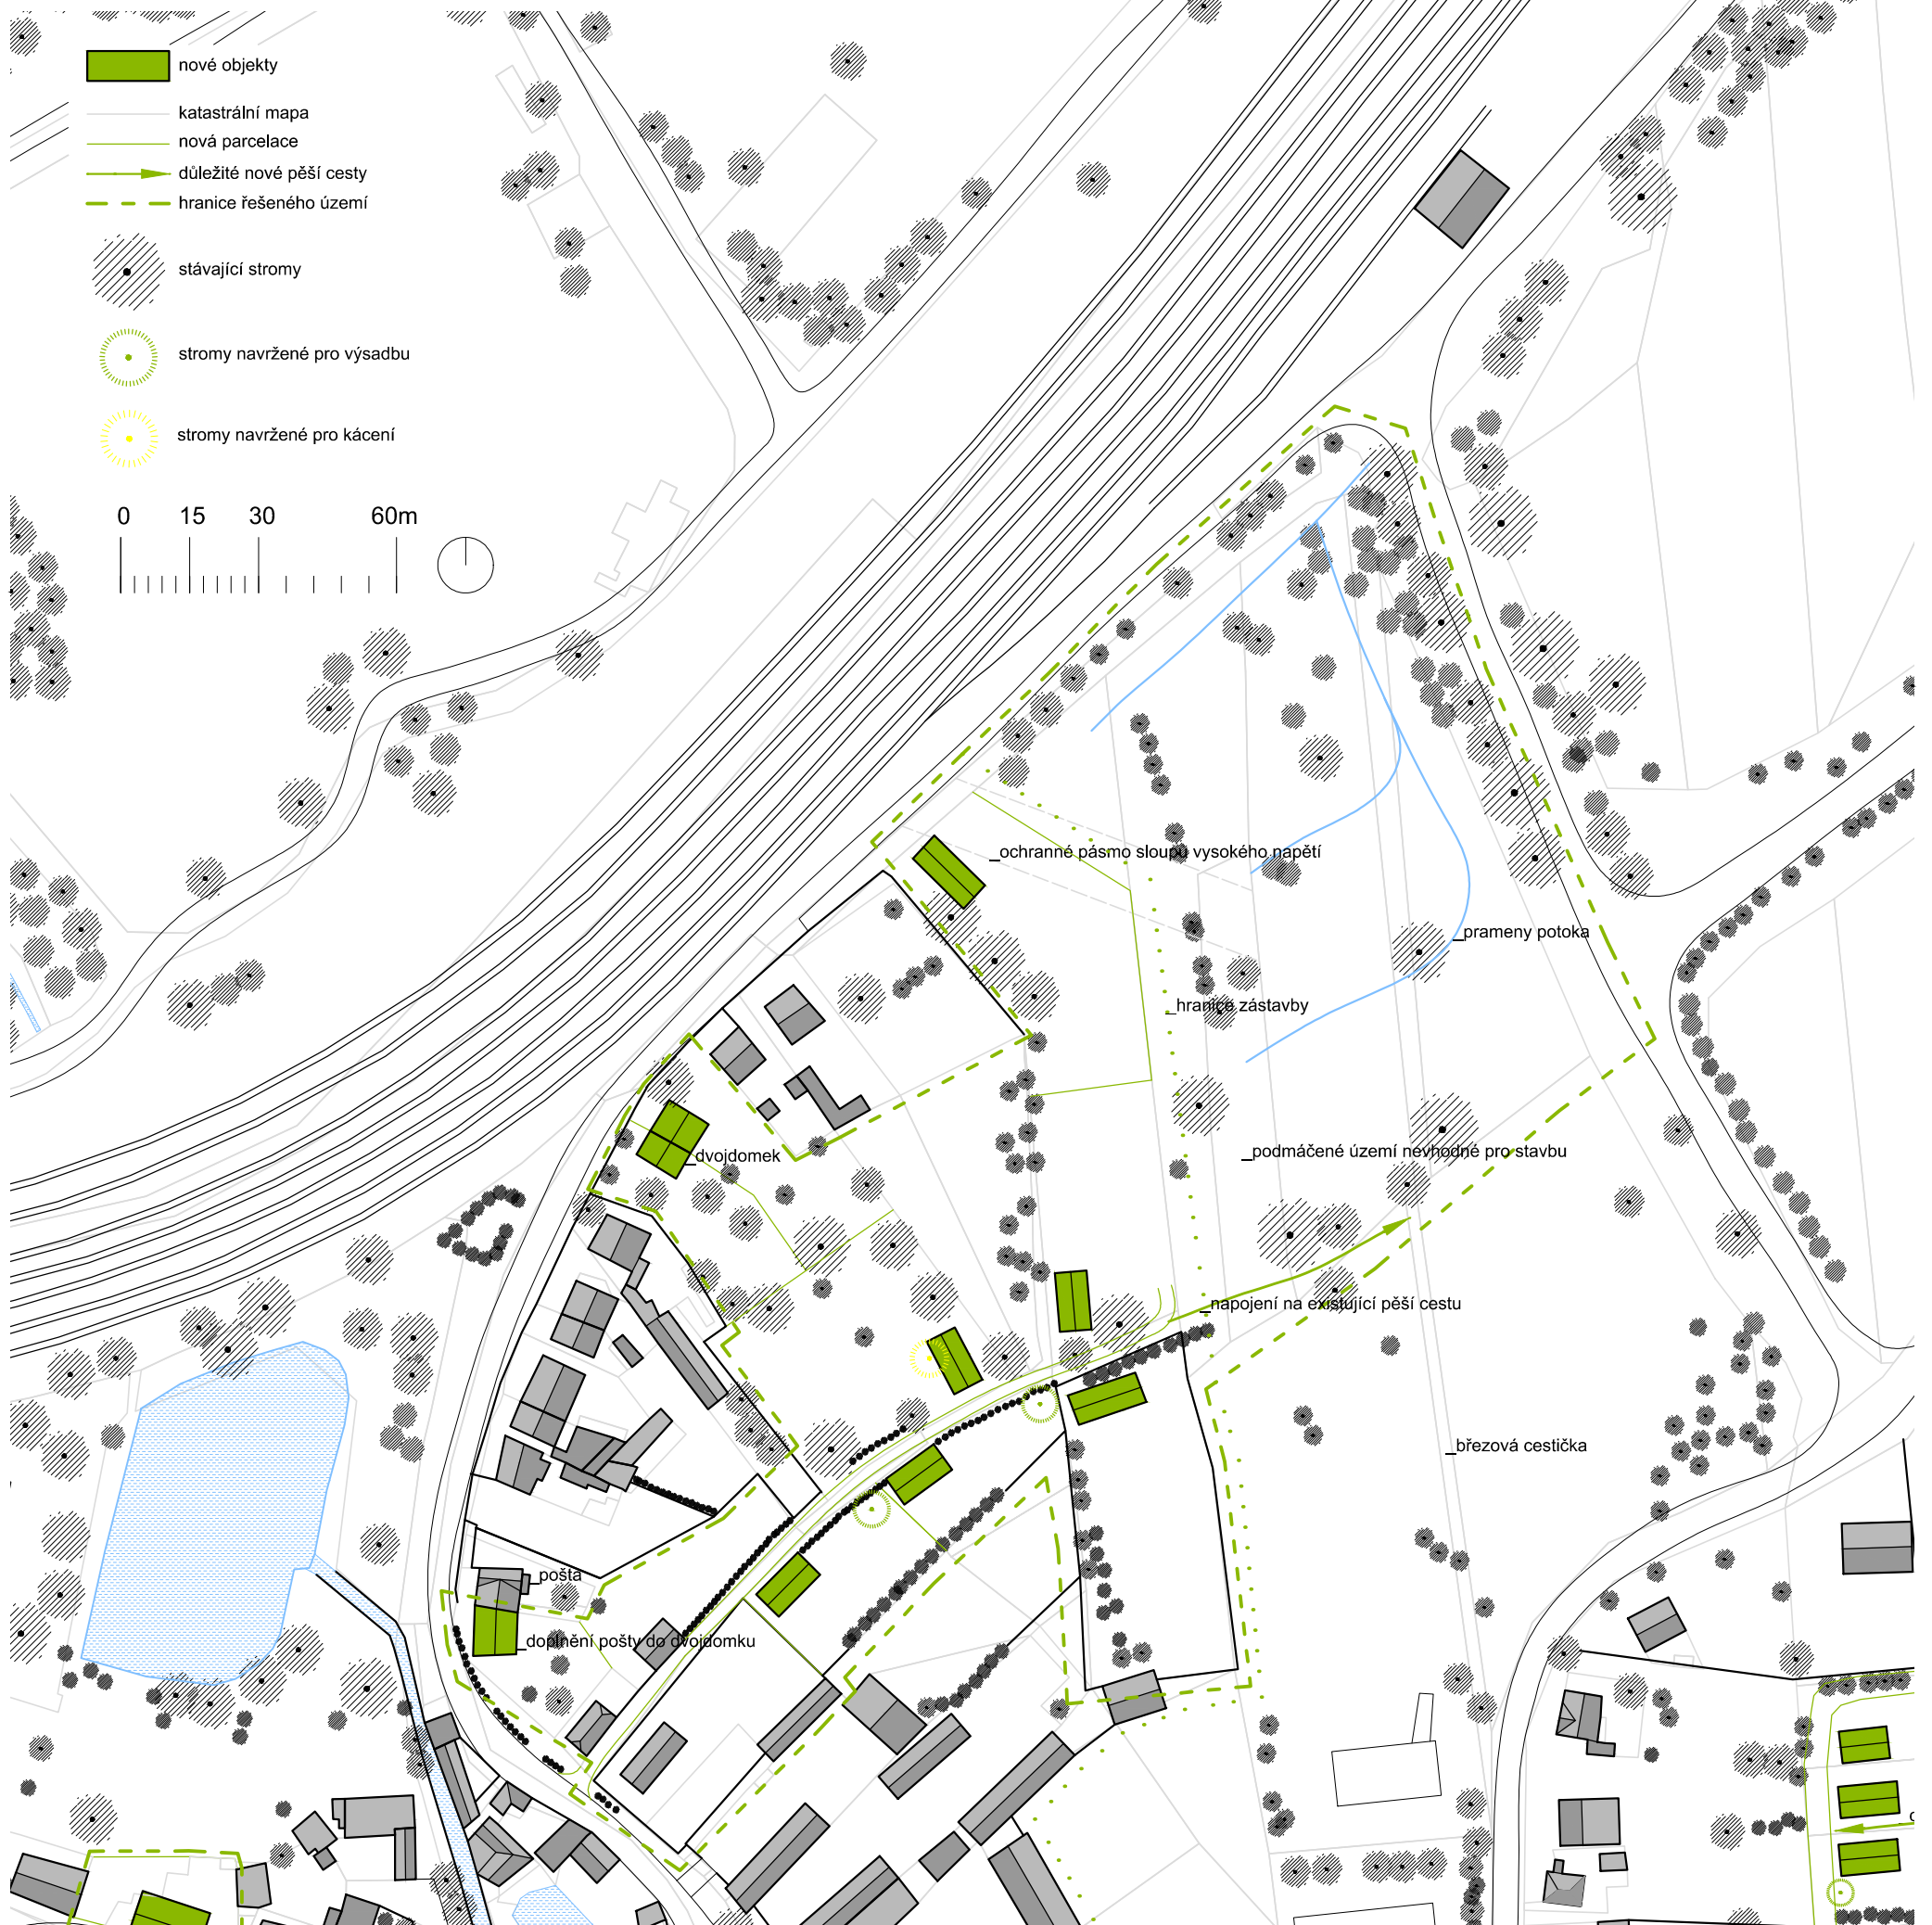 nové objekty
katastrální mapa
nová parcelace
důležité nové pěší cesty
hranice řešeného území
stávající stromy
stromy navržené pro výsadbu
stromy navržené pro kácení
0 15 30 60m
_ochranné pásmo sloupů vysokého napětí
_prameny potoka
_hranice zástavby
_podmáčené území nevhodné pro stavbu
_dvojdomek
_napojení na existující pěší cestu
_březová cestička
_pošta
_doplnění pošty do dvojdomku